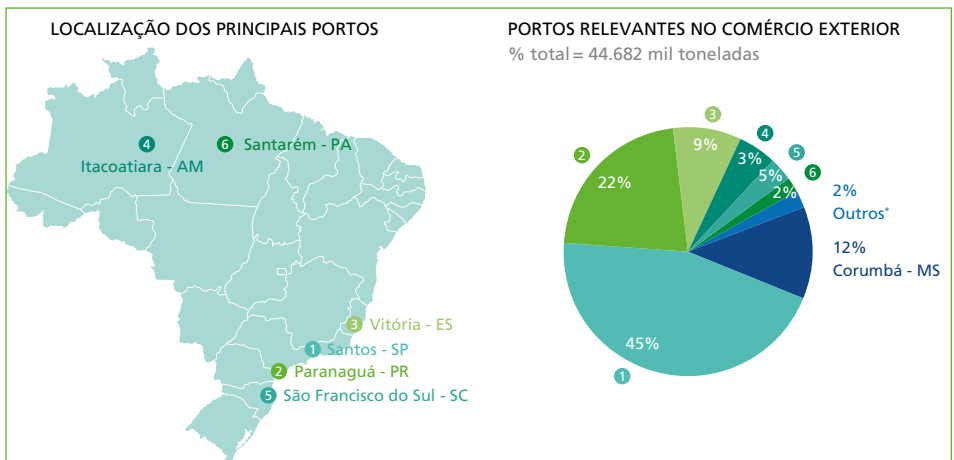 LOCALIZAÇÃO DOS PRINCIPAIS PORTOS
4
Itacoatiara - AM
6 Santarém - PA
3 Vitória - ES
1 Santos - SP
2 Paranaguá - PR
5 São Francisco do Sul - SC
PORTOS RELEVANTES NO COMÉRCIO EXTERIOR
% total = 44.682 mil toneladas
3
4
5
6
2
9%
3%
5%
2%
22%
2%
Outros*
12%
Corumbá - MS
45%
1